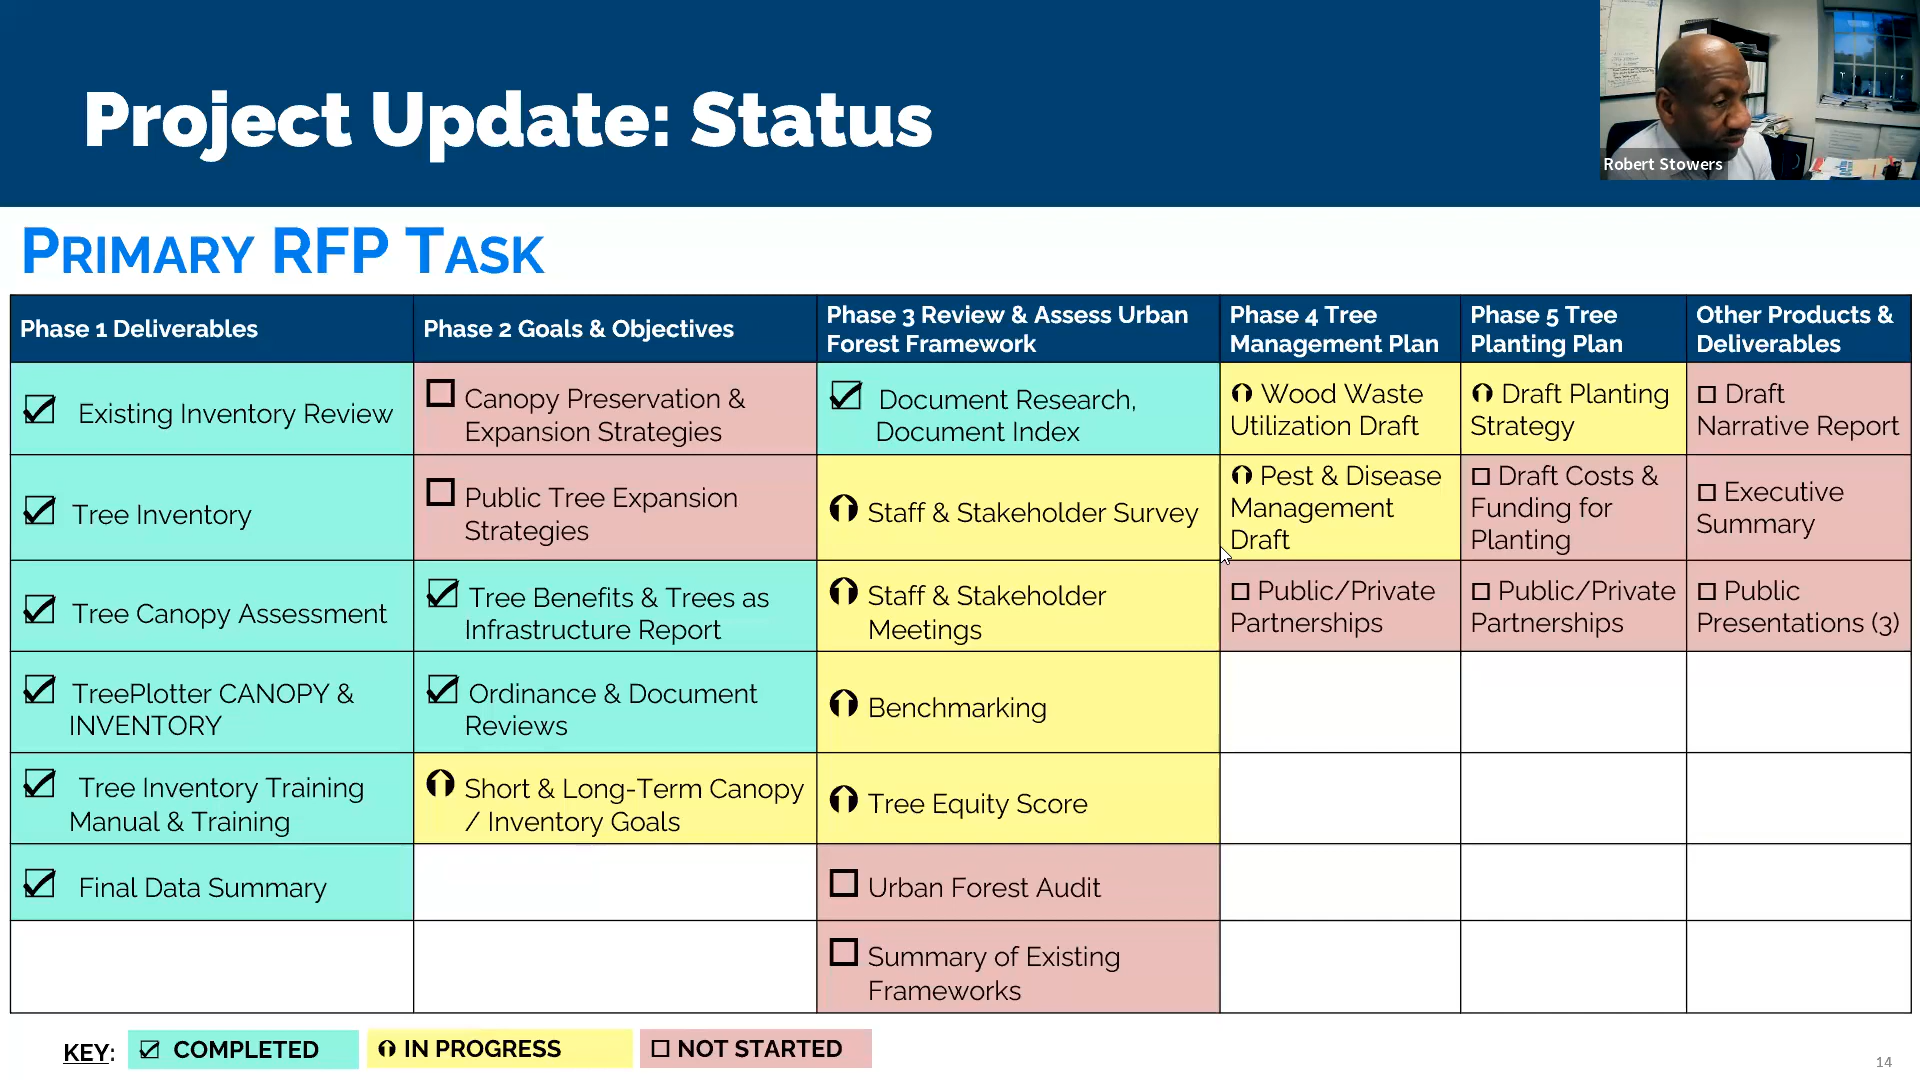 Project Update: Status
Robert Stowers
PRIMARY RFP TASK
Phase 1 Deliverables
Phase 2 Goals & Objectives
Phase 3 Review & Assess Urban
Forest Framework
Phase 4 Tree
Management Plan
Phase 5 Tree
Planting Plan
Other Products &
Deliverables
☑ Existing Inventory Review
☐ Canopy Preservation &
Expansion Strategies
☑ Document Research,
Document Index
Wood Waste
Utilization Draft
Draft Planting
Strategy
☐ Draft
Narrative Report
☑ Tree Inventory
☐ Public Tree Expansion
Strategies
Staff & Stakeholder Survey
Pest & Disease
Management
Draft
☐ Draft Costs &
Funding for
Planting
☐ Executive
Summary
☑ Tree Canopy Assessment
☑ Tree Benefits & Trees as
Infrastructure Report
Staff & Stakeholder
Meetings
☐ Public/Private
Partnerships
☐ Public/Private
Partnerships
☐ Public
Presentations (3)
☑ TreePlotter CANOPY &
INVENTORY
☑ Ordinance & Document
Reviews
Benchmarking
☑ Tree Inventory Training
Manual & Training
Short & Long-Term Canopy
/ Inventory Goals
Tree Equity Score
☑ Final Data Summary
☐ Urban Forest Audit
☐ Summary of Existing
Frameworks
KEY:
☑ COMPLETED
IN PROGRESS
☐ NOT STARTED
14